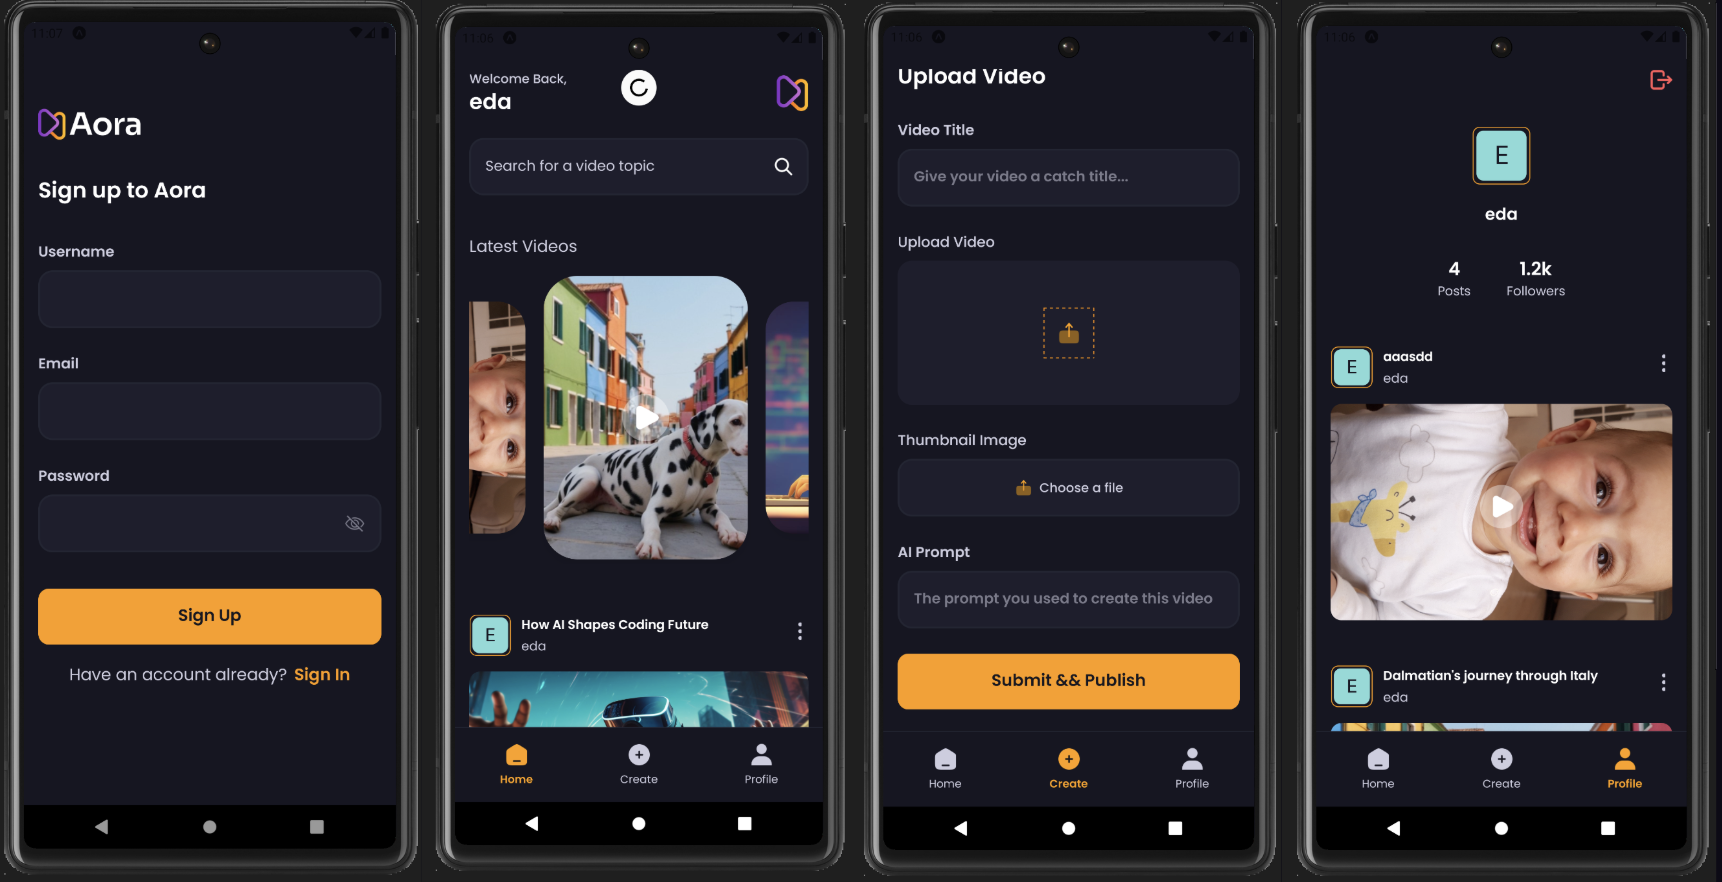 11:07
Aora
Sign up to Aora
Username
Email
Password
Sign Up
Have an account already? Sign In
11:06
Welcome Back,
eda
Search for a video topic
Latest Videos
E
How AI Shapes Coding Future
eda
Home
Create
Profile
11:06
Upload Video
Video Title
Give your video a catch title...
Upload Video
Thumbnail Image
Choose a file
AI Prompt
The prompt you used to create this video
Submit && Publish
Home
Create
Profile
11:06
E
eda
4
1.2k
Posts
Followers
E
aaasdd
eda
E
Dalmatian's journey through Italy
eda
Home
Create
Profile